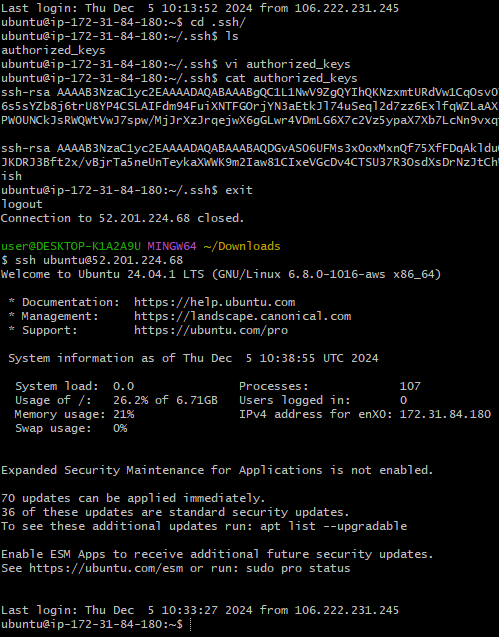 Last login: Thu Dec  5 10:13:52 2024 from 106.222.231.245
ubuntu@ip-172-31-84-180:~$ cd .ssh/
ubuntu@ip-172-31-84-180:~/.ssh$ ls
authorized_keys
ubuntu@ip-172-31-84-180:~/.ssh$ vi authorized_keys
ubuntu@ip-172-31-84-180:~/.ssh$ cat authorized_keys
ssh-rsa AAAAB3NzaC1yc2EAAAADAQABAAABgQC1L1NwV9ZgQYIhQKNzxmtURdVw1CqOsvO
6s5sYZb8j6trU8YP4CSLAIFdm94FuiXNTFGOrjYN3aEtkJl74uSeql2d7zz6ExlfqWZLaAX
PWOUNCkJsRWQWtVwJ7spw/MjJrXzJrqejwX6gGLwr4VDmLG6X7c2Vz5ypaX7Xb7LcNn9vxq
ssh-rsa AAAAB3NzaC1yc2EAAAADAQABAAABAQDGvASO6UFMs3xOoxMxnQf75XfFDqAkldu
JKDRJ3Bft2x/vBjrTa5neUnTeykaXWWK9m2Iaw81CIxeVGcDv4CTSU37R3OsdXsDrNzJtCh
ish
ubuntu@ip-172-31-84-180:~/.ssh$ exit
logout
Connection to 52.201.224.68 closed.
user@DESKTOP-K1A2A9U MINGW64 ~/Downloads
$ ssh ubuntu@52.201.224.68
Welcome to Ubuntu 24.04.1 LTS (GNU/Linux 6.8.0-1016-aws x86_64)
* Documentation:  https://help.ubuntu.com
* Management:     https://landscape.canonical.com
* Support:        https://ubuntu.com/pro
System information as of Thu Dec  5 10:38:55 UTC 2024
System load:  0.0                Processes:             107
Usage of /:   26.2% of 6.71GB   Users logged in:       0
Memory usage: 21%                IPv4 address for enX0: 172.31.84.180
Swap usage:   0%
Expanded Security Maintenance for Applications is not enabled.
70 updates can be applied immediately.
36 of these updates are standard security updates.
To see these additional updates run: apt list --upgradable
Enable ESM Apps to receive additional future security updates.
See https://ubuntu.com/esm or run: sudo pro status
Last login: Thu Dec  5 10:33:27 2024 from 106.222.231.245
ubuntu@ip-172-31-84-180:~$